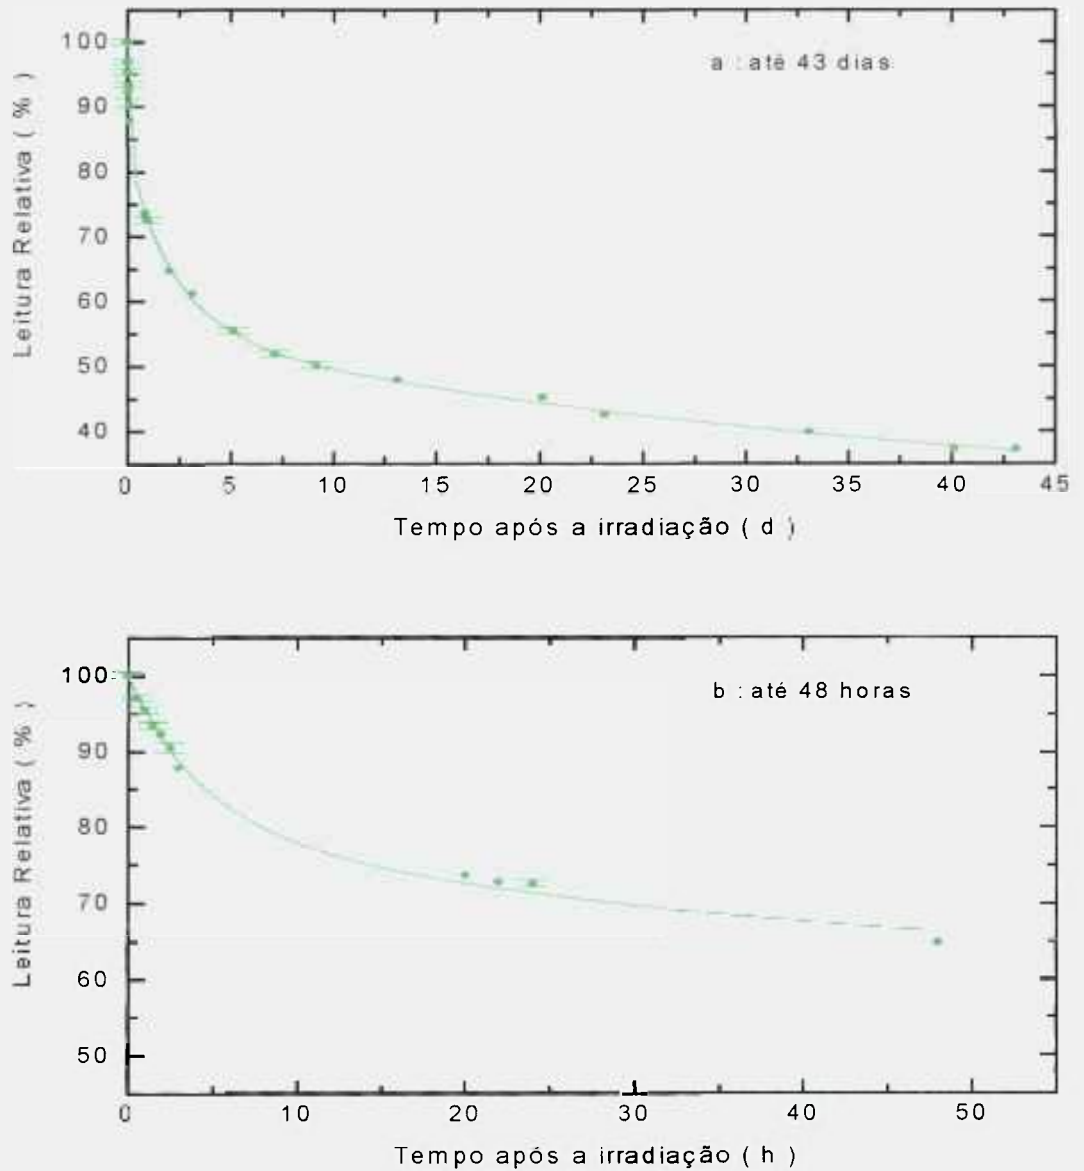 a : até 43 dias
Leitura Relativa ( % )
100
90
80
70
60
50
40
0 5 10 15 20 25 30 35 40 45
Tempo após a irradiação ( d )
b : até 48 horas
Leitura Relativa ( % )
100
90
80
70
60
50
0 10 20 30 40 50
Tempo após a irradiação ( h )